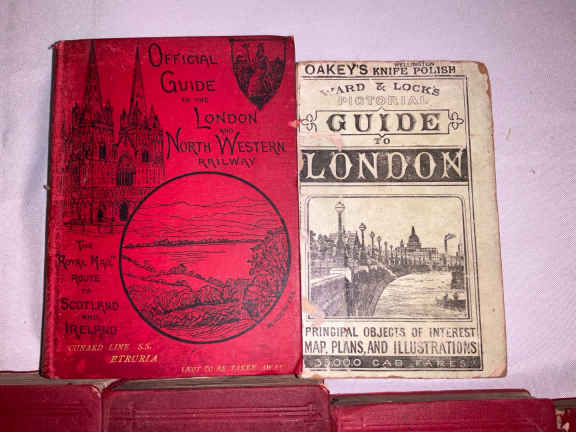 OFFICIAL
GUIDE
TO THE
LONDON
AND
NORTH WESTERN
RAILWAY
THE
"ROYAL MAIL"
ROUTE
TO
SCOTLAND
AND
IRELAND
CUNARD LINE S.S.
ETRURIA
NOT TO BE TAKEN AWAY
OAKEY'S WELLINGTON KNIFE POLISH
WARD & LOCK'S
PICTORIAL
GUIDE
TO
LONDON
PRINCIPAL OBJECTS OF INTEREST
MAP, PLANS, AND ILLUSTRATIONS
35000 CAB FARES